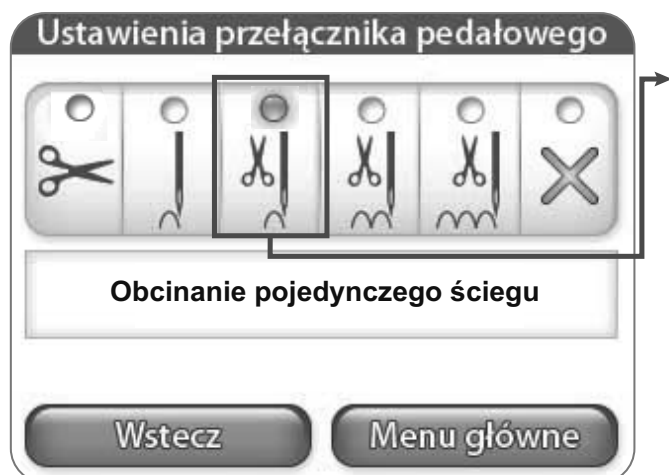 Ustawienia przełącznika pedałowego
Obcinanie pojedynczego ściegu
Wstecz
Menu główne